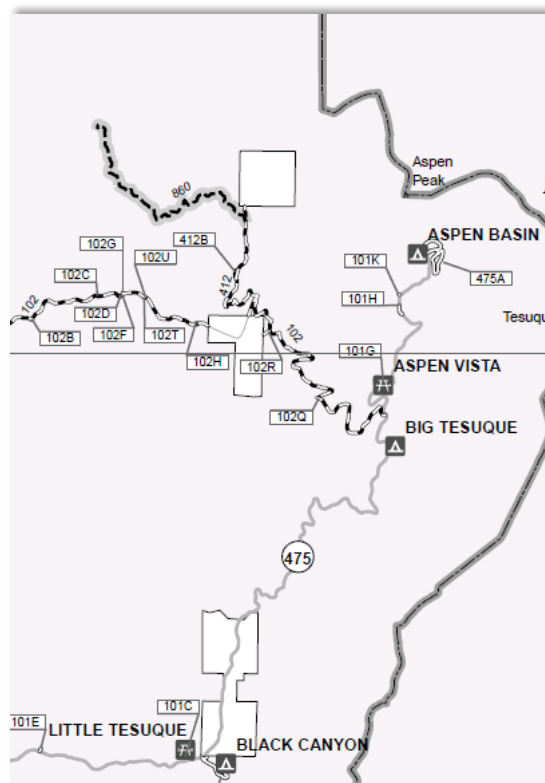 Aspen
Peak
860
ASPEN BASIN
102G
412B
102U
101K
475A
102C
412
101H
102
102D
Tesuqu
102B
102F
102T
102
102H
101G
102R
ASPEN VISTA
102Q
BIG TESUQUE
475
101C
101E
LITTLE TESUQUE
BLACK CANYON